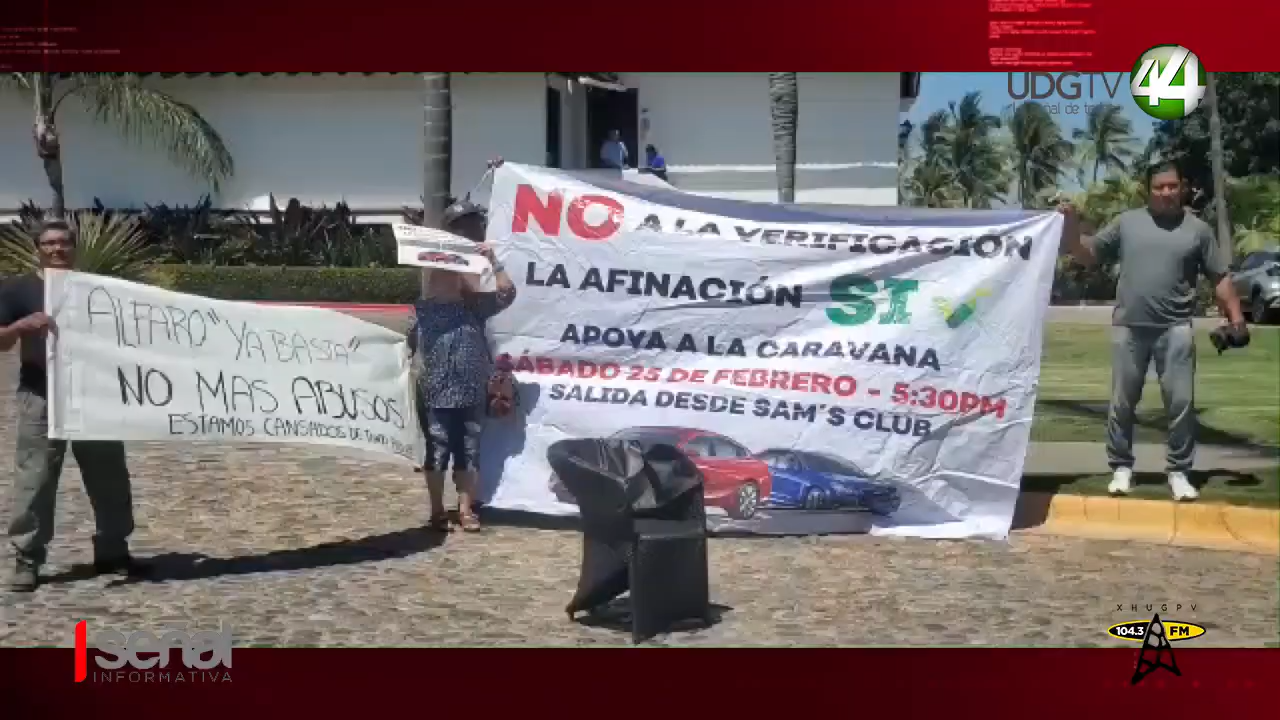 UDGTV 44
ALFARO "YA BASTA"
NO MAS ABUSOS
ESTAMOS CANSADOS DE
NO A LA VERIFICACIÓN
LA AFINACIÓN SI
APOYA A LA CARAVANA
SÁBADO 25 DE FEBRERO - 5:30PM
SALIDA DESDE SAM'S CLUB
XHUGPV
104.3 FM
señal
INFORMATIVA